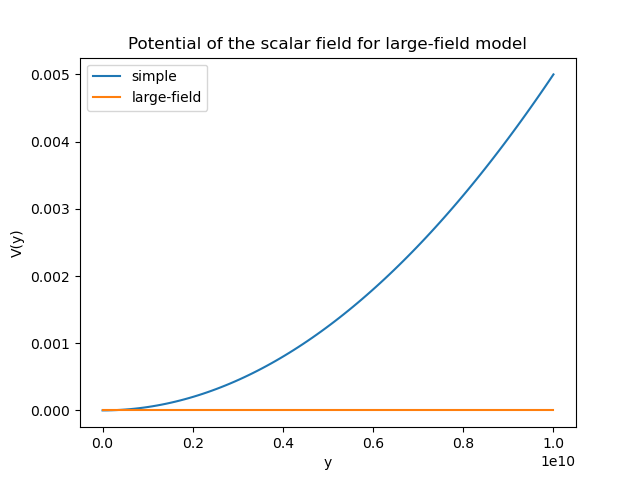 Potential of the scalar field for large-field model
simple
large-field
0.005
0.004
0.003
0.002
0.001
0.000
V(y)
0.0 0.2 0.4 0.6 0.8 1.0
1e10
y